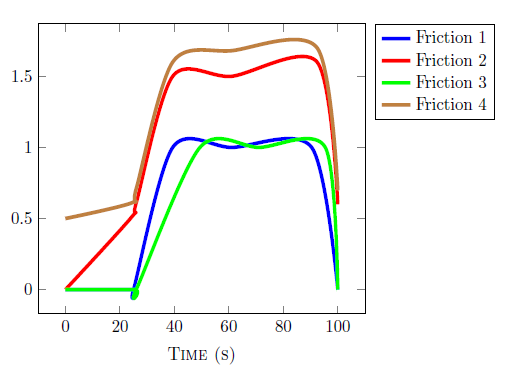 Friction 1
Friction 2
Friction 3
Friction 4
1.5
1
0.5
0
0 20 40 60 80 100
Time (s)